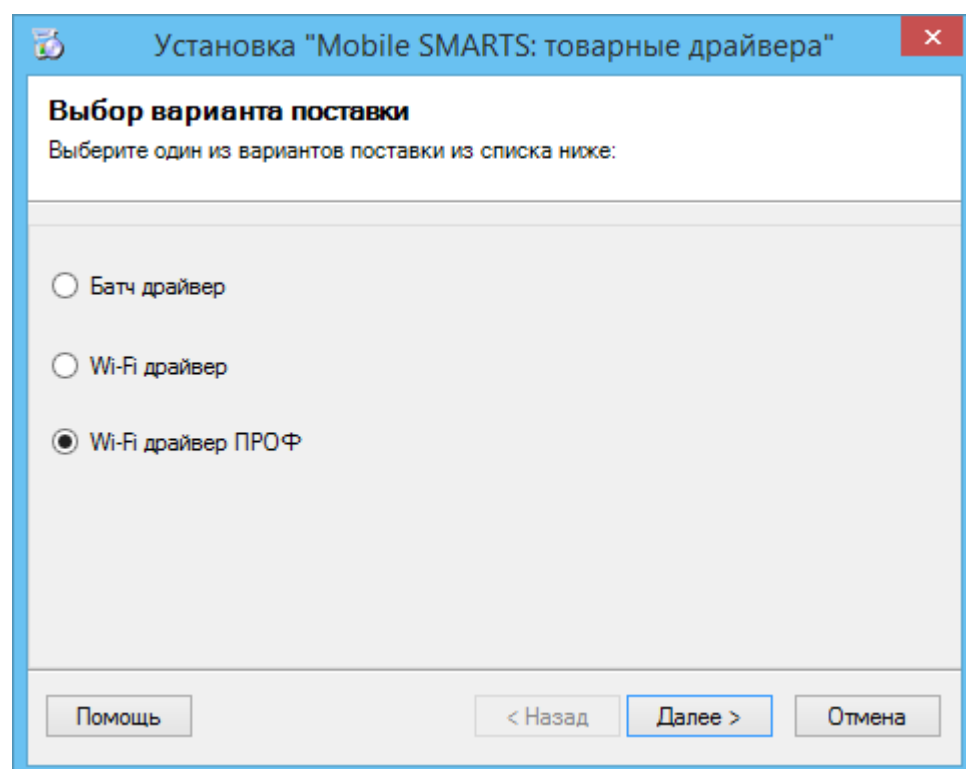 Установка "Mobile SMARTS: товарные драйвера"
Выбор варианта поставки
Выберите один из вариантов поставки из списка ниже:
Батч драйвер
Wi-Fi драйвер
Wi-Fi драйвер ПРОФ
Помощь
< Назад
Далее >
Отмена